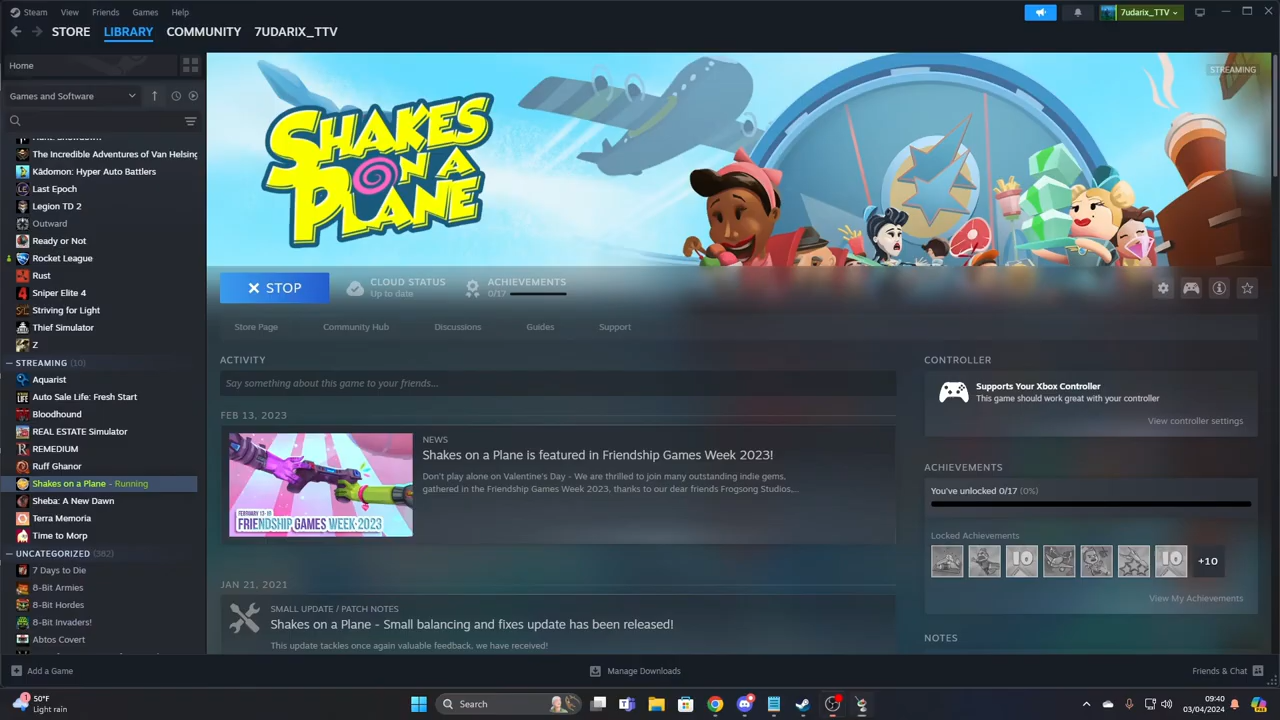 Steam View Friends Games Help
7udarix_TTV
STORE LIBRARY COMMUNITY 7UDARIX_TTV
Home
Games and Software
The Incredible Adventures of Van Helsing
Kādomon: Hyper Auto Battlers
Last Epoch
Legion TD 2
Outward
Ready or Not
Rocket League
Rust
Sniper Elite 4
Striving for Light
Thief Simulator
Z
STREAMING (10)
Aquarist
Auto Sale Life: Fresh Start
Bloodhound
REAL ESTATE Simulator
REMEDIUM
Ruff Ghanor
Shakes on a Plane - Running
Sheba: A New Dawn
Terra Memoria
Time to Morp
UNCATEGORIZED (382)
7 Days to Die
8-Bit Armies
8-Bit Hordes
8-Bit Invaders!
Abtos Covert
STREAMING
SHAKES
ON A
PLANE
STOP
CLOUD STATUS
Up to date
ACHIEVEMENTS
0/17
Store Page Community Hub Discussions Guides Support
ACTIVITY
Say something about this game to your friends...
FEB 13, 2023
NEWS
Shakes on a Plane is featured in Friendship Games Week 2023!
Don't play alone on Valentine's Day - We are thrilled to join many outstanding indie gems,
gathered in the Friendship Games Week 2023, thanks to our dear friends Frogsong Studios,...
FRIENDSHIP GAMES WEEK 2023
JAN 21, 2021
SMALL UPDATE / PATCH NOTES
Shakes on a Plane - Small balancing and fixes update has been released!
This update tackles once again valuable feedback, we have received!
CONTROLLER
Supports Your Xbox Controller
This game should work great with your controller
View controller settings
ACHIEVEMENTS
You've unlocked 0/17 (0%)
Locked Achievements
10
10
+10
View My Achievements
NOTES
Add a Game
Manage Downloads
Friends & Chat
50°F
Light rain
Search
09:40
03/04/2024